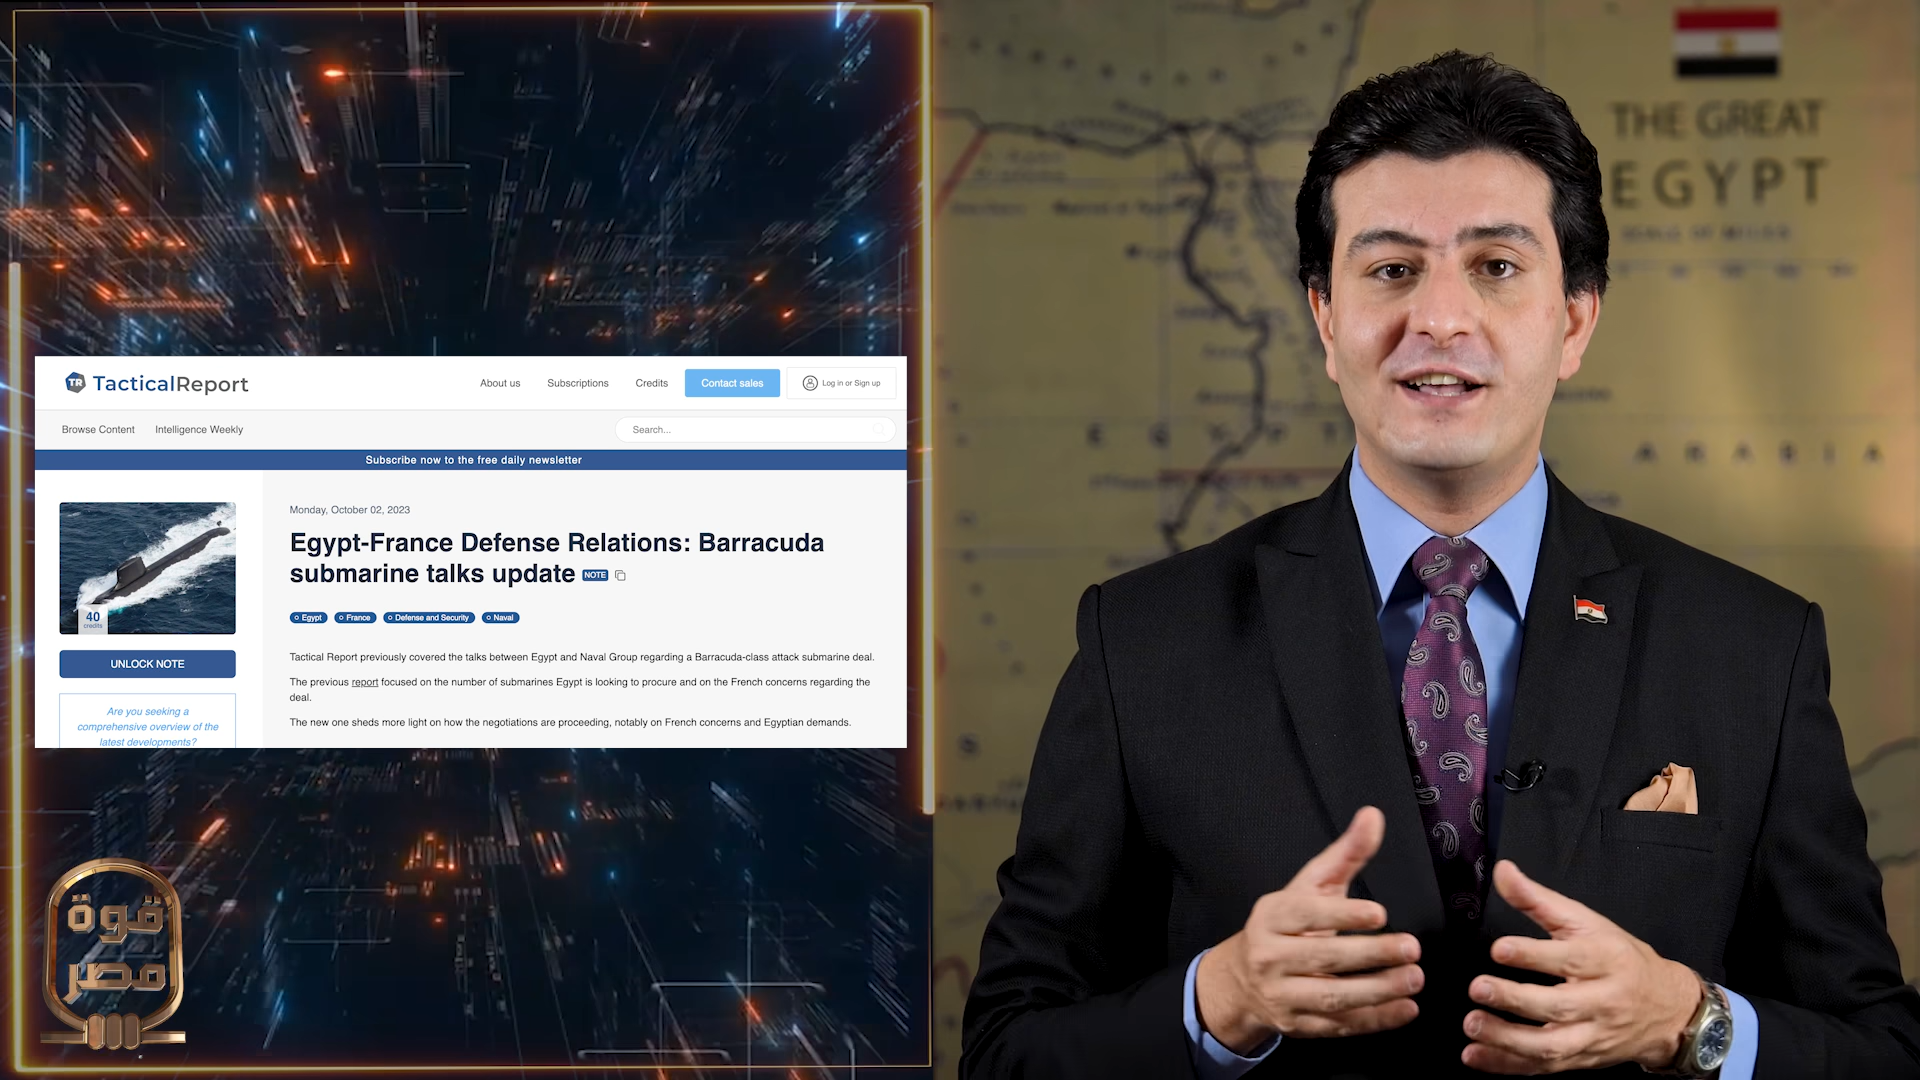 TR TacticalReport
About us
Subscriptions
Credits
Contact sales
Log in or Sign up
Browse Content
Intelligence Weekly
Search...
Subscribe now to the free daily newsletter
40
credits
UNLOCK NOTE
Are you seeking a
comprehensive overview of the
latest developments?
Monday, October 02, 2023
Egypt-France Defense Relations: Barracuda
submarine talks update NOTE
Egypt
France
Defense and Security
Naval
Tactical Report previously covered the talks between Egypt and Naval Group regarding a Barracuda-class attack submarine deal.
The previous report focused on the number of submarines Egypt is looking to procure and on the French concerns regarding the
deal.
The new one sheds more light on how the negotiations are proceeding, notably on French concerns and Egyptian demands.
قوة
مصر
THE GREAT
EGYPT
SCALE OF MILES
E G Y P T
ARABIA